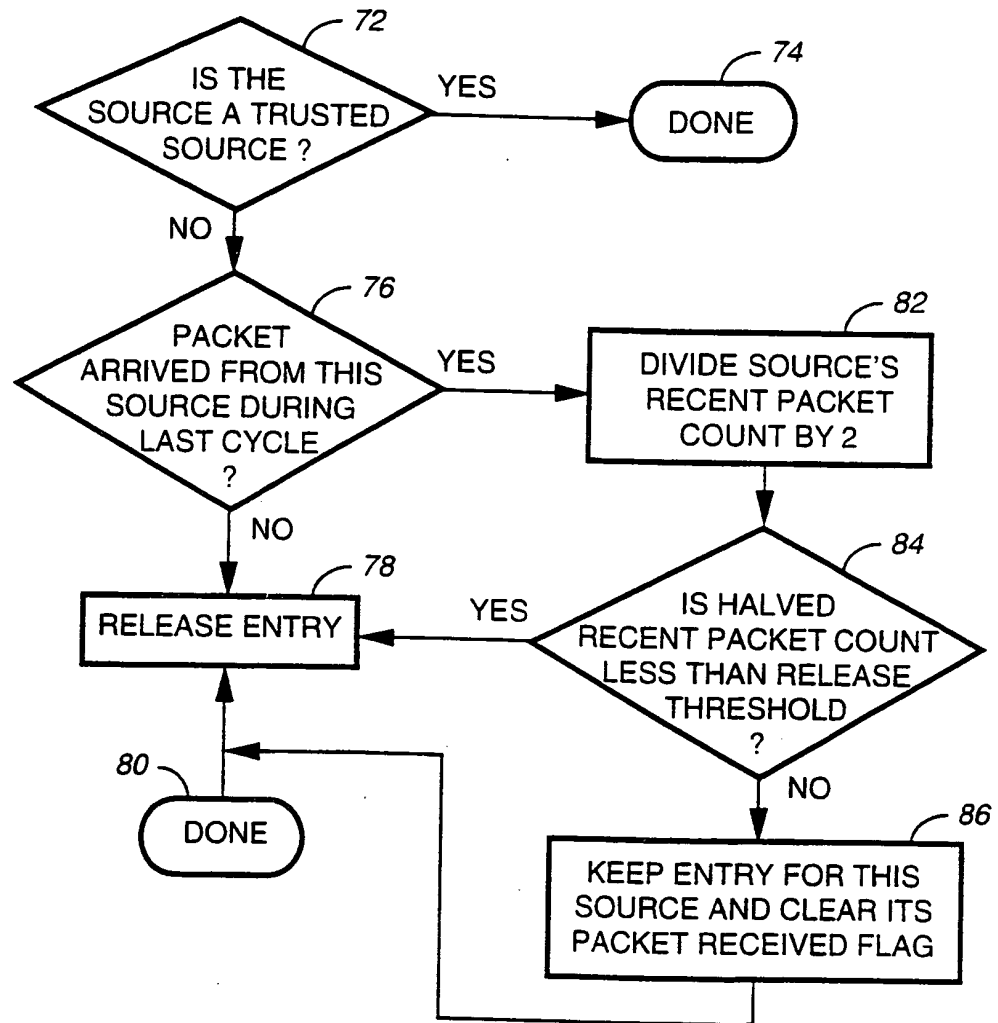 72
IS THE
SOURCE A TRUSTED
SOURCE ?
YES
74
DONE
NO
76
PACKET
ARRIVED FROM THIS
SOURCE DURING
LAST CYCLE
?
YES
82
DIVIDE SOURCE'S
RECENT PACKET
COUNT BY 2
NO
78
RELEASE ENTRY
84
IS HALVED
RECENT PACKET COUNT
LESS THAN RELEASE
THRESHOLD
?
YES
80
DONE
NO
86
KEEP ENTRY FOR THIS
SOURCE AND CLEAR ITS
PACKET RECEIVED FLAG